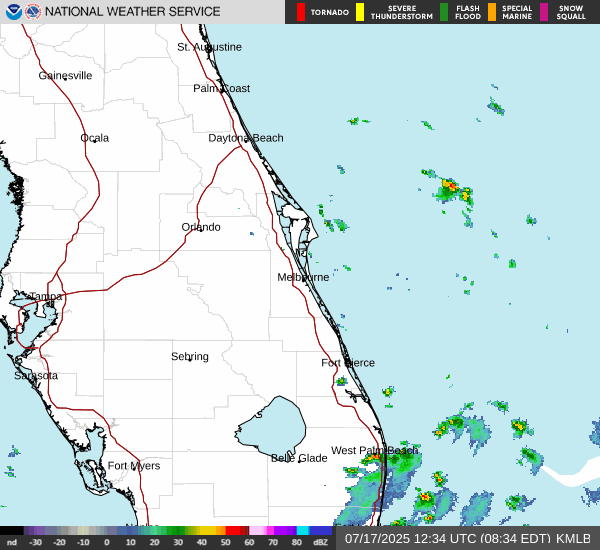 NATIONAL WEATHER SERVICE
TORNADO
SEVERE THUNDERSTORM
FLASH FLOOD
SPECIAL MARINE
SNOW SQUALL
St. Augustine
Gainesville
Palm Coast
Ocala
Daytona Beach
Orlando
Melbourne
Tampa
Sebring
Fort Pierce
Sarasota
West Palm Beach
Belle Glade
Fort Myers
nd -30 -20 -10 0 10 20 30 40 50 60 70 80 dBZ
07/17/2025 12:34 UTC (08:34 EDT) KMLB